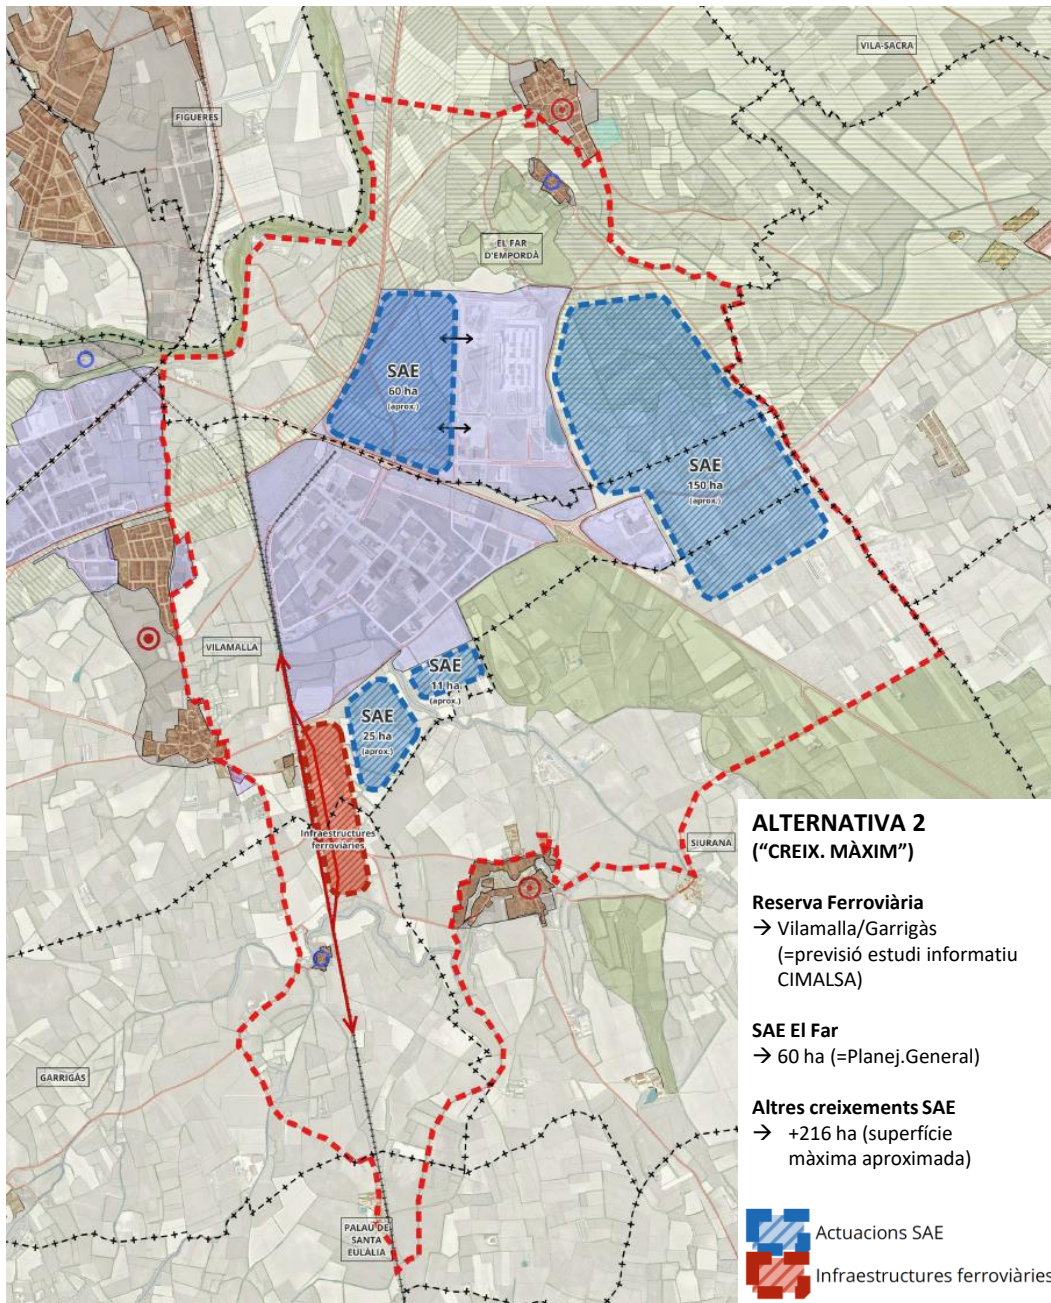 VILA-SACRA
FIGUERES
EL FAR
D'EMPORDÀ
SAE
60 ha
(aprox.)
SAE
150 ha
(aprox.)
VILAMALLA
SAE
11 ha
(aprox.)
SAE
25 ha
(aprox.)
Infraestructures
ferroviàries
SIURANA
GARRIGÀS
PALAU DE
SANTA
EULÀLIA
ALTERNATIVA 2
(“CREIX. MÀXIM”)
Reserva Ferroviària
→ Vilamalla/Garrigàs
(=previsió estudi informatiu
CIMALSA)
SAE El Far
→ 60 ha (=Planej.General)
Altres creixements SAE
→ +216 ha (superfície
màxima aproximada)
Actuacions SAE
Infraestructures ferroviàries